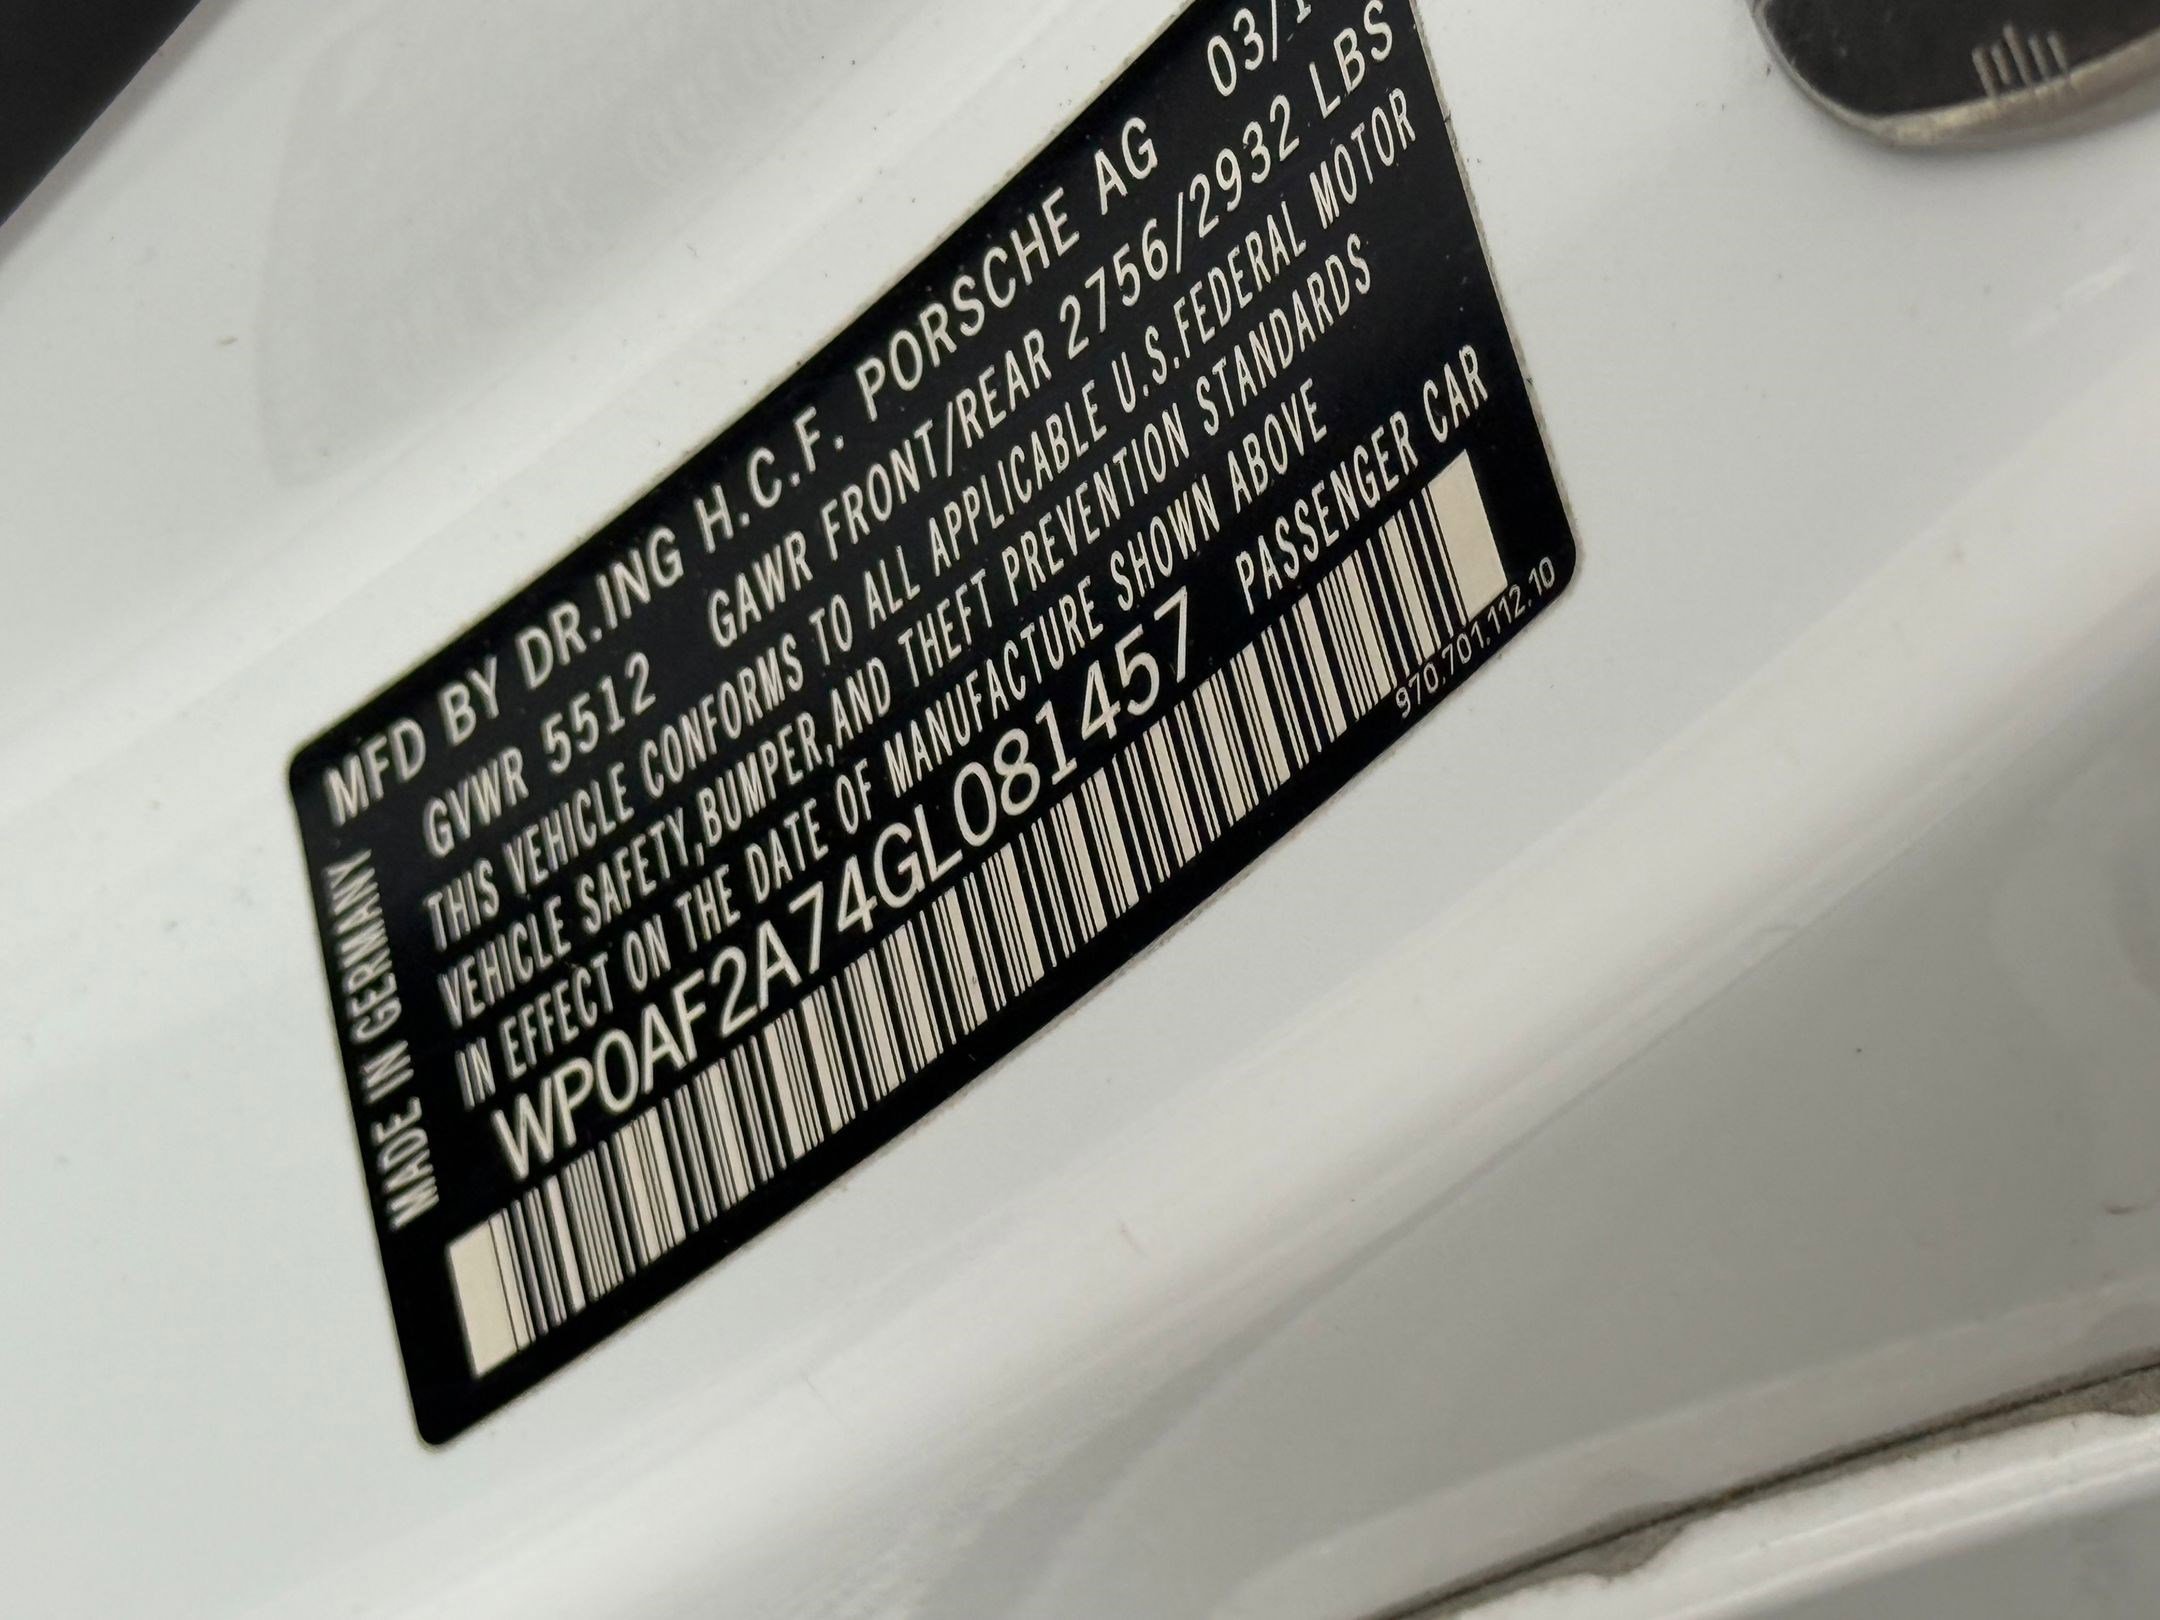 MFD BY DR.ING H.C.F. PORSCHE AG 03/1
GVWR 5512 GAWR FRONT/REAR 2756/2932 LBS
THIS VEHICLE CONFORMS TO ALL APPLICABLE U.S.FEDERAL MOTOR
VEHICLE SAFETY,BUMPER,AND THEFT PREVENTION STANDARDS
IN EFFECT ON THE DATE OF MANUFACTURE SHOWN ABOVE
WP0AF2A74GL081457 PASSENGER CAR
970.701.112.10
MADE IN GERMANY